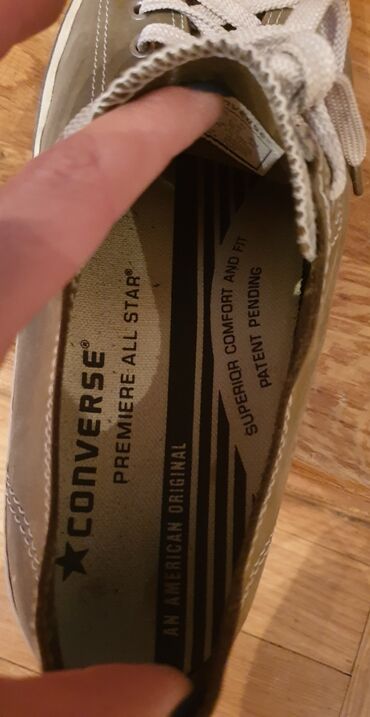 ★CONVERSE®
PREMIERE ALL STAR®
AN AMERICAN ORIGINAL
SUPERIOR COMFORT AND FIT
PATENT PENDING